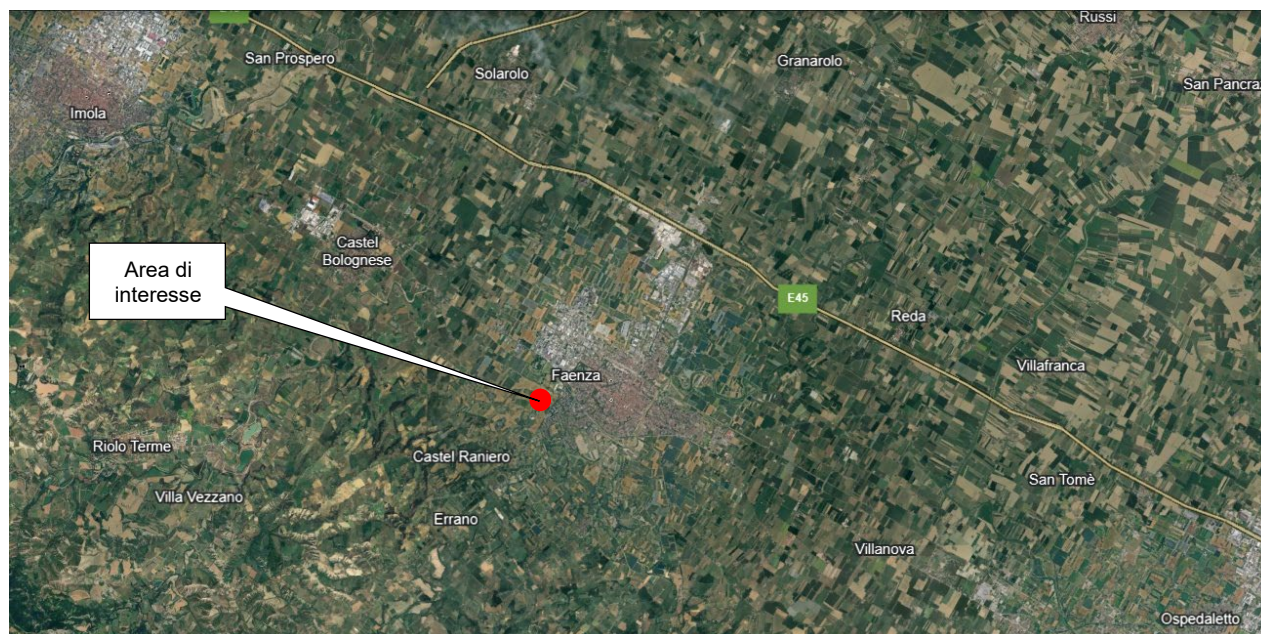 Russi
San Prospero
Granarolo
Solarolo
San Pancra
Imola
Castel
Bolognese
Area di
interesse
E45
Reda
Villafranca
Faenza
Riolo Terme
Castel Raniero
San Tomè
Villa Vezzano
Errano
Villanova
Ospedaletto